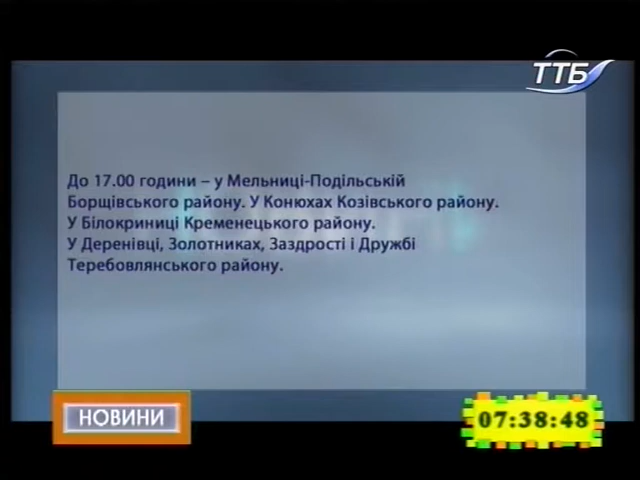 ТТБ
До 17.00 години – у Мельниці-Подільській
Борщівського району. У Конюхах Козівського району.
У Білокриниці Кременецького району.
У Деренівці, Золотниках, Заздрості і Дружбі
Теребовлянського району.
НОВИНИ
07:38:48